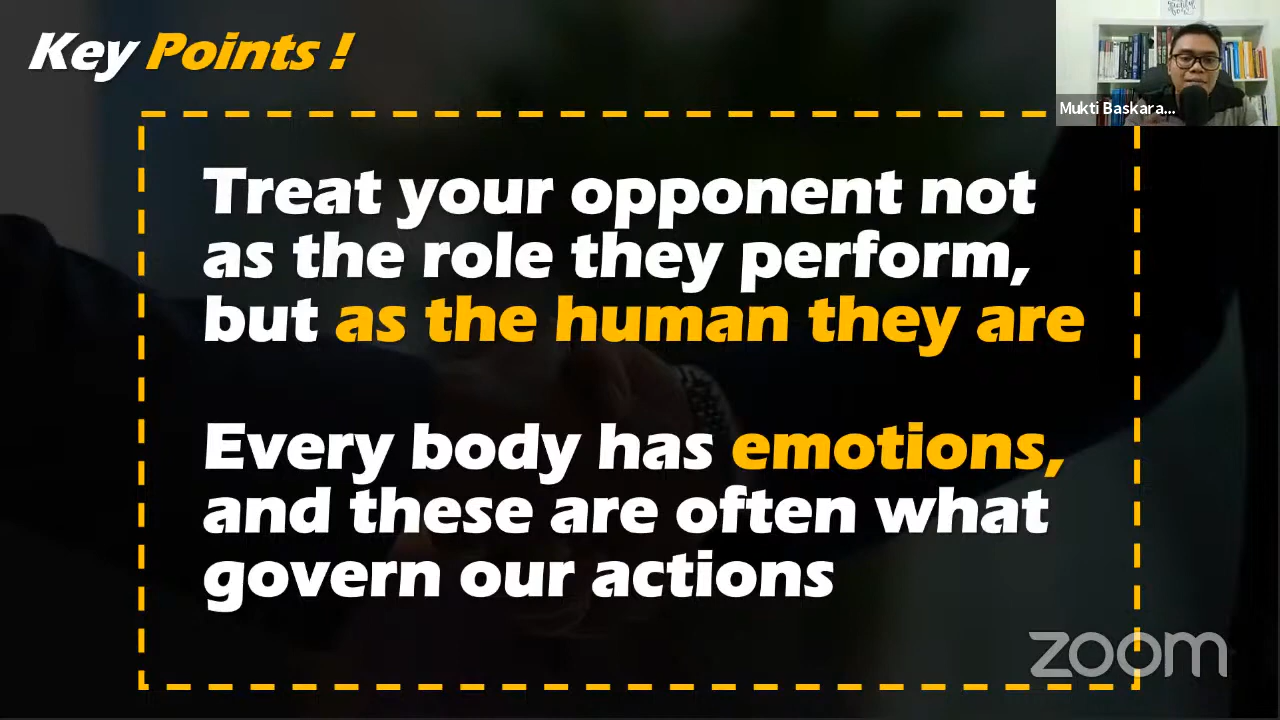 Key Points !
Mukti Baskara...
Treat your opponent not
as the role they perform,
but as the human they are
Every body has emotions,
and these are often what
govern our actions
zoom